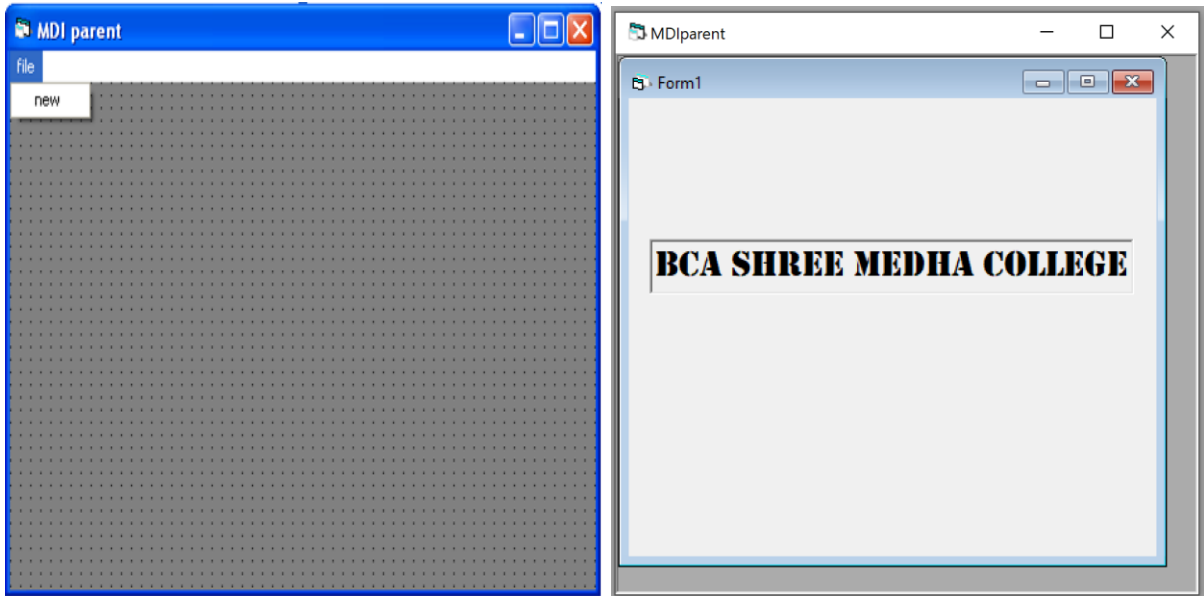 MDI parent
file
new
MDIparent
Form1
BCA SHREE MEDHA COLLEGE